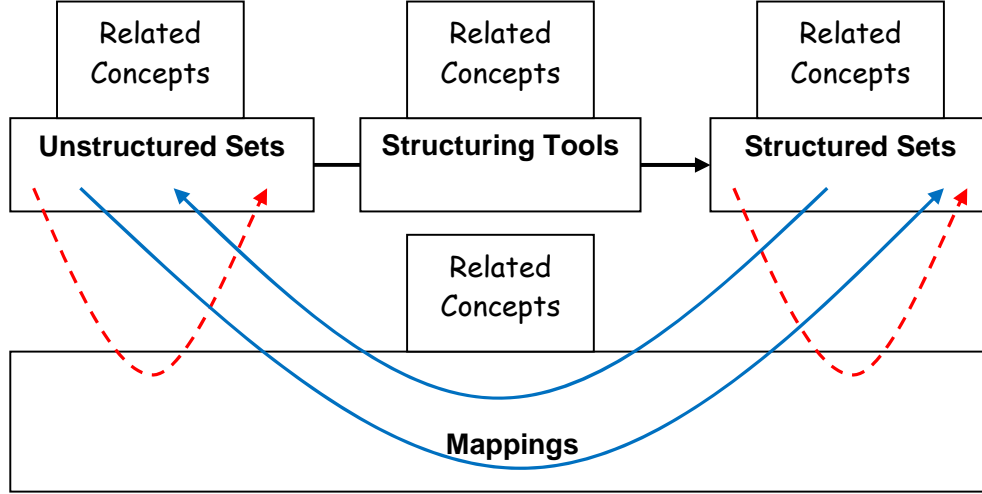 Related
Concepts
Related
Concepts
Related
Concepts
Unstructured Sets
Structuring Tools
Structured Sets
Related
Concepts
Mappings